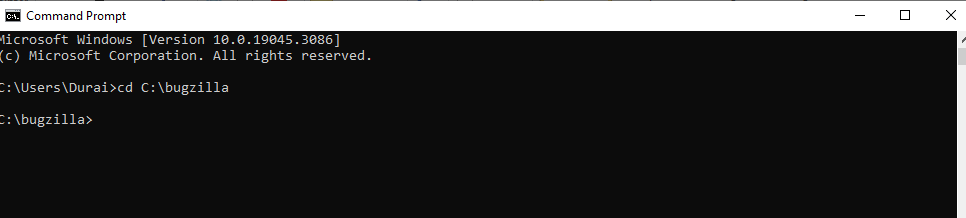 Command Prompt
Microsoft Windows [Version 10.0.19045.3086]
(c) Microsoft Corporation. All rights reserved.
C:\Users\Durai>cd C:\bugzilla
C:\bugzilla>